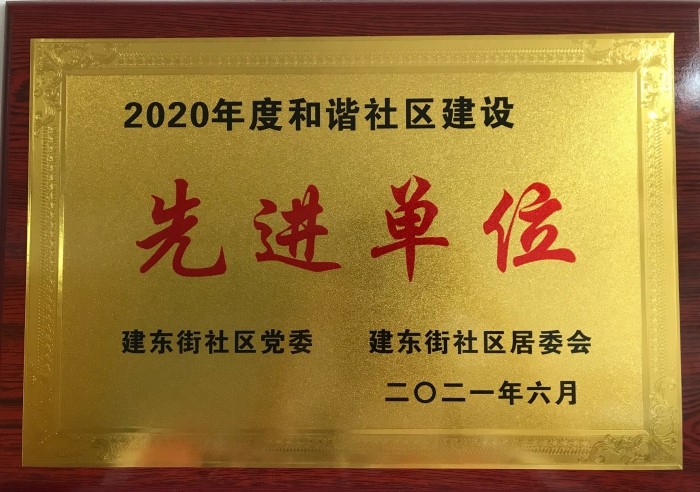 2020年度和谐社区建设
先进单位
建东街社区党委 建东街社区居委会
二〇二一年六月